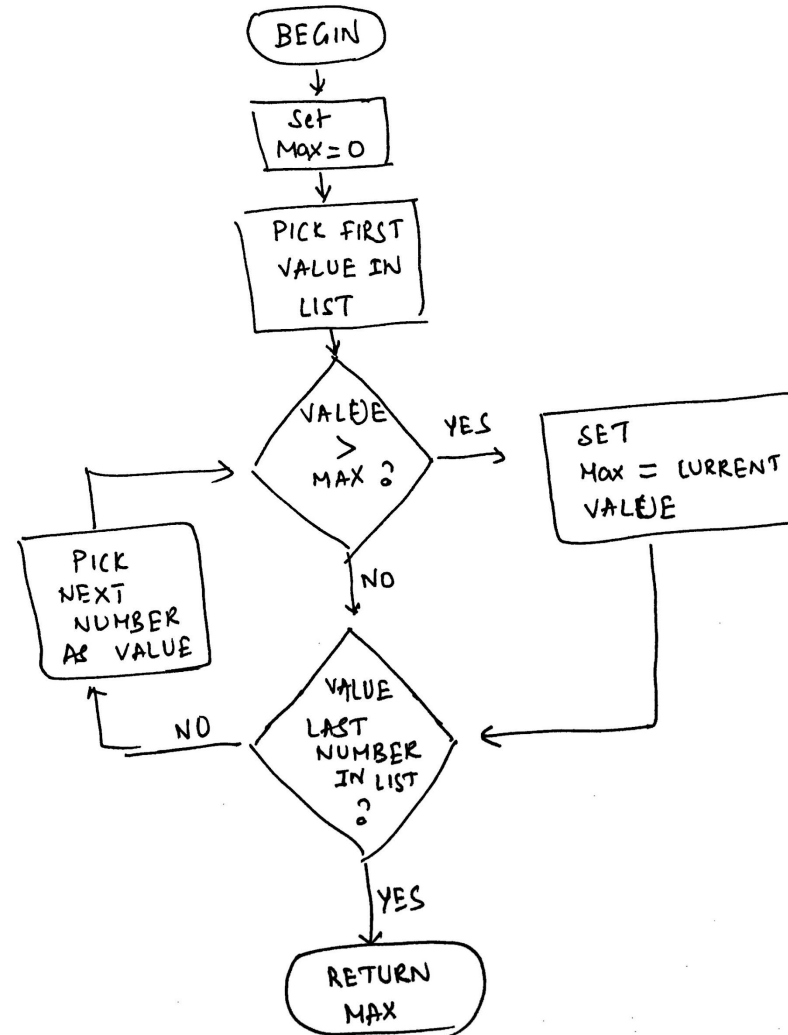 BEGIN
Set
Max = 0
PICK FIRST
VALUE IN
LIST
VALUE
>
MAX ?
YES
SET
Max = CURRENT
VALUE
PICK
NEXT
NUMBER
AS VALUE
NO
VALUE
LAST
NUMBER
IN LIST
?
NO
YES
RETURN
MAX